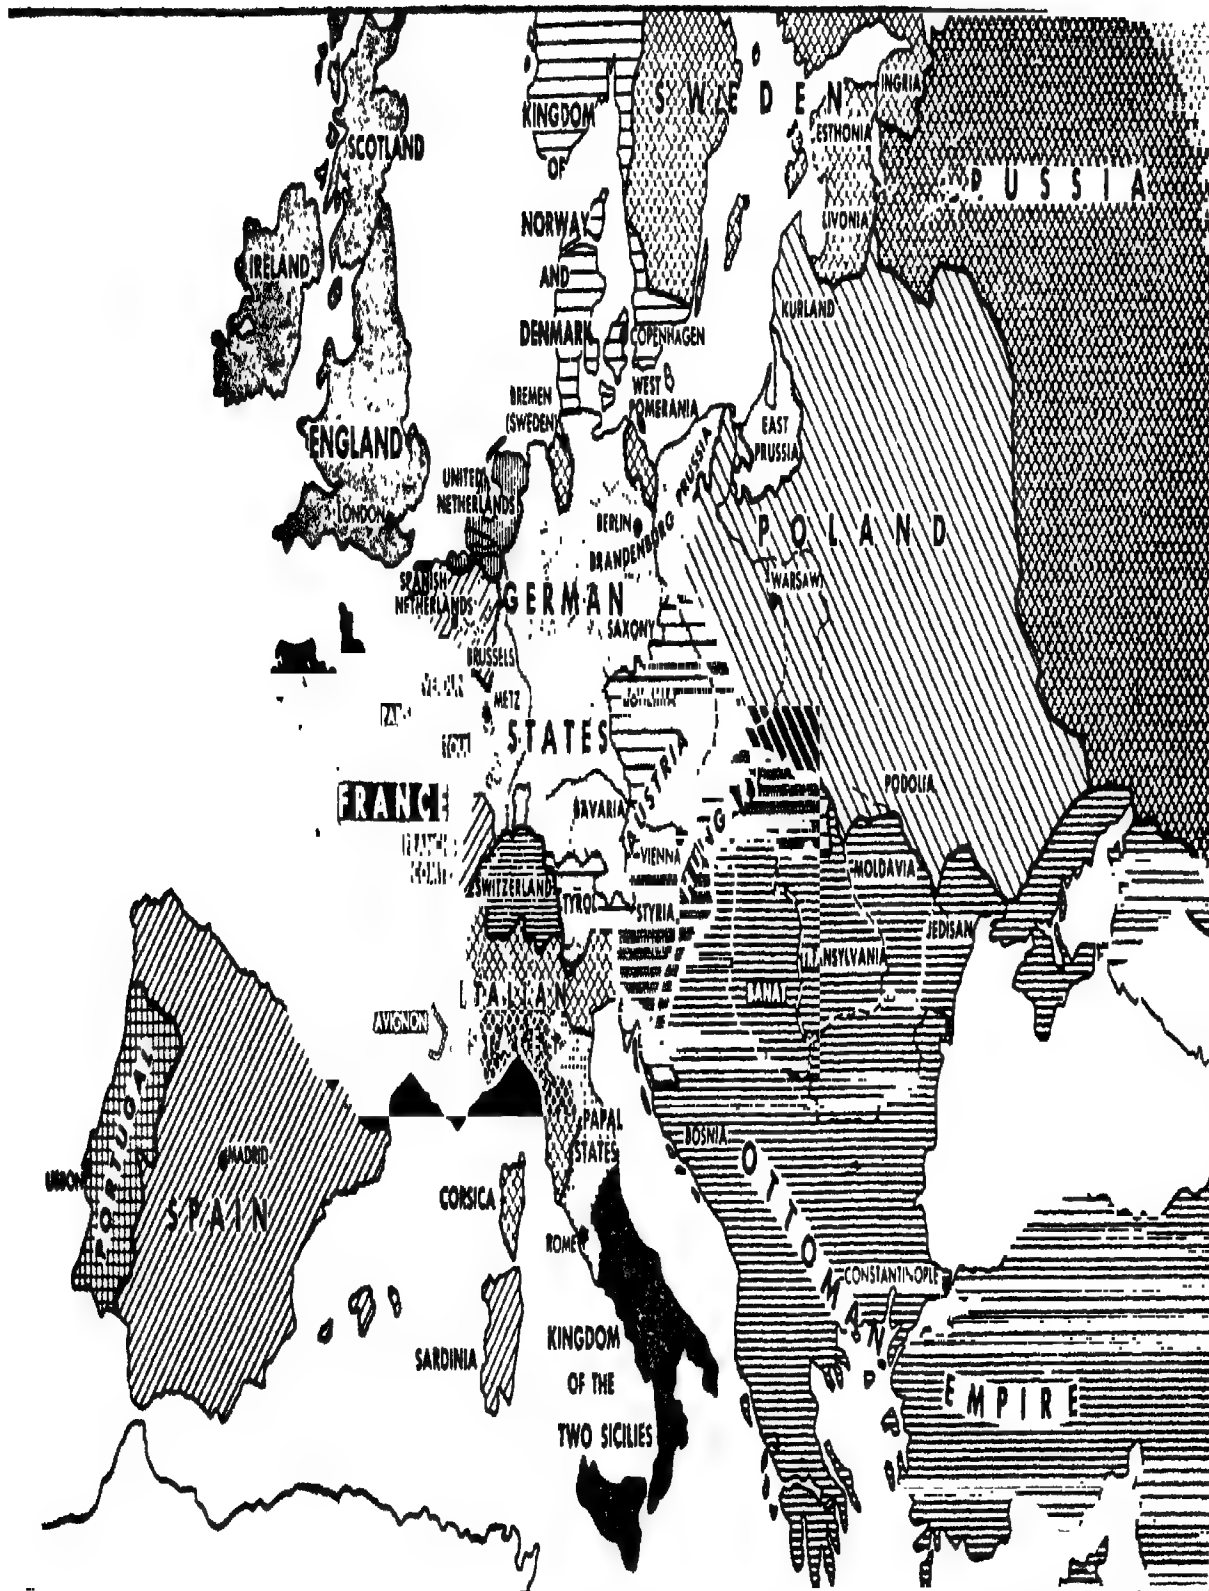 SWEDEN
INGRIA
KINGDOM
ESTHONIA
SCOTLAND
OF
RUSSIA
NORWAY
LIVONIA
IRELAND
AND
KURLAND
DENMARK
COPENHAGEN
BREMEN
(SWEDEN)
WEST
POMERANIA
EAST
PRUSSIA
ENGLAND
PRUSSIA
UNITED
NETHERLANDS
LONDON
BERLIN
BRANDENBURG
POLAND
WARSAW
SPANISH
NETHERLANDS
GERMAN
SAXONY
BRUSSELS
METZ
BOHEMIA
STATES
AUSTRIA
FRANCE
PODOLIA
BAVARIA
VIENNA
MOLDAVIA
SWITZERLAND
TYROL
STYRIA
JEDISAN
ITALIAN
BANAT
AVIGNON
PORTUGAL
PAPAL
STATES
BOSNIA
MADRID
LISBON
SPAIN
CORSICA
ROME
OTTOMAN
CONSTANTINOPLE
SARDINIA
KINGDOM
OF THE
TWO SICILIES
EMPIRE